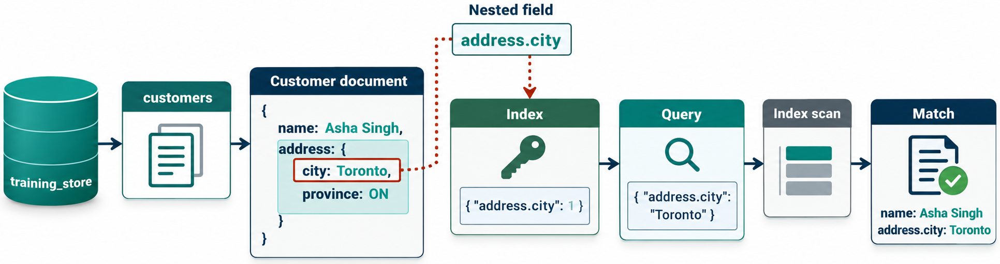 Nested field
address.city
training_store
customers
Customer document
{
name: Asha Singh,
address: {
city: Toronto,
province: ON
}
}
Index
{ "address.city": 1 }
Query
{ "address.city":
"Toronto" }
Index scan
Match
name: Asha Singh
address.city: Toronto